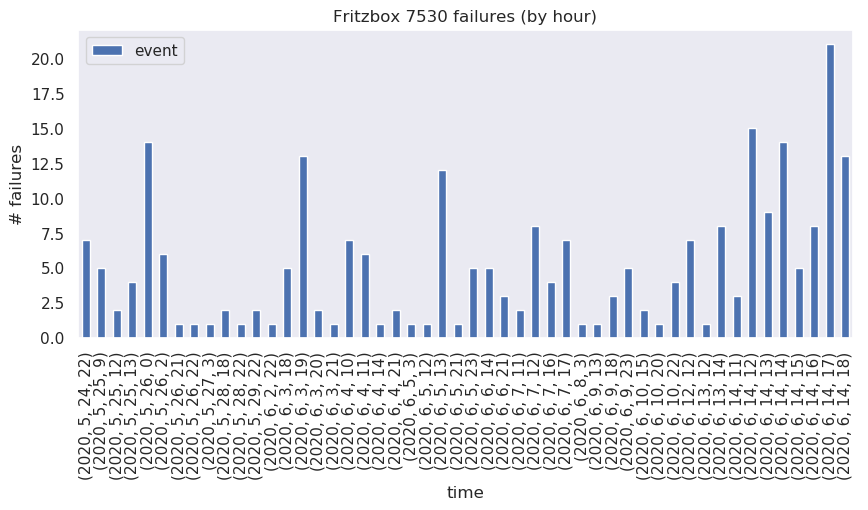 Fritzbox 7530 failures (by hour)
event
# failures
20.0
17.5
15.0
12.5
10.0
7.5
5.0
2.5
0.0
(2020, 5, 24, 22)
(2020, 5, 25, 9)
(2020, 5, 25, 12)
(2020, 5, 25, 13)
(2020, 5, 26, 0)
(2020, 5, 26, 2)
(2020, 5, 26, 21)
(2020, 5, 26, 22)
(2020, 5, 27, 3)
(2020, 5, 28, 18)
(2020, 5, 28, 22)
(2020, 5, 29, 22)
(2020, 6, 2, 22)
(2020, 6, 3, 18)
(2020, 6, 3, 19)
(2020, 6, 3, 20)
(2020, 6, 3, 21)
(2020, 6, 4, 10)
(2020, 6, 4, 11)
(2020, 6, 4, 14)
(2020, 6, 4, 21)
(2020, 6, 5, 3)
(2020, 6, 5, 12)
(2020, 6, 5, 13)
(2020, 6, 5, 21)
(2020, 6, 5, 23)
(2020, 6, 6, 14)
(2020, 6, 6, 21)
(2020, 6, 7, 11)
(2020, 6, 7, 12)
(2020, 6, 7, 16)
(2020, 6, 7, 17)
(2020, 6, 8, 3)
(2020, 6, 9, 13)
(2020, 6, 9, 18)
(2020, 6, 9, 23)
(2020, 6, 10, 15)
(2020, 6, 10, 20)
(2020, 6, 10, 22)
(2020, 6, 12, 12)
(2020, 6, 13, 12)
(2020, 6, 13, 14)
(2020, 6, 14, 11)
(2020, 6, 14, 12)
(2020, 6, 14, 13)
(2020, 6, 14, 14)
(2020, 6, 14, 15)
(2020, 6, 14, 16)
(2020, 6, 14, 17)
(2020, 6, 14, 18)
time